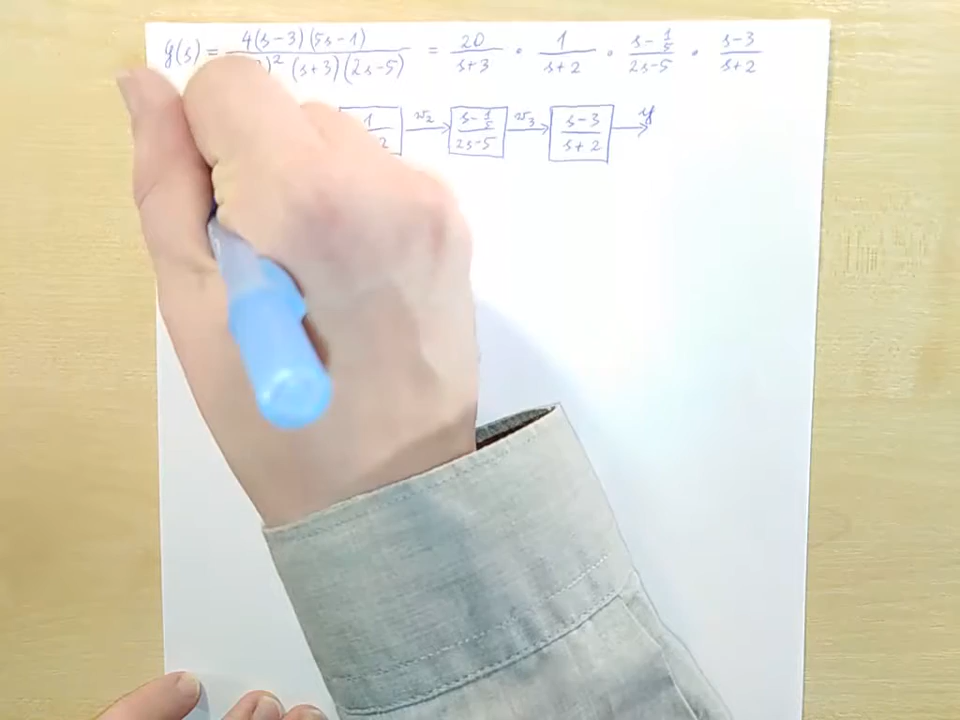 g(s) = 4(s-3)(5s-1) / )² (s+3)(2s-5) = 20/(s+3) · 1/(s+2) · (s-1/5)/(2s-5) · (s-3)/(s+2)
1/ 2 v₂ → (s-1/5)/(2s-5) v₃ → (s-3)/(s+2) → y